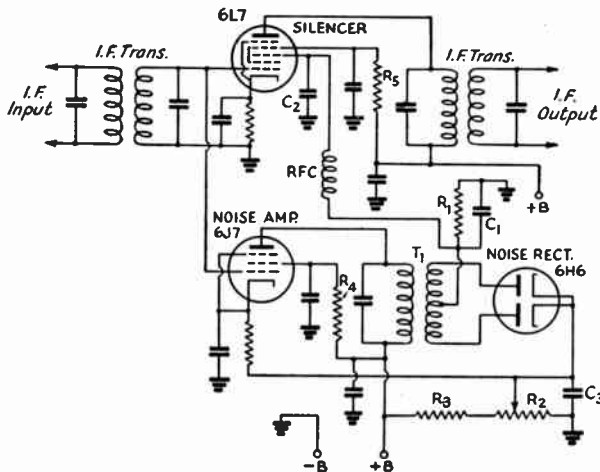 6L7
SILENCER
I.F. Trans.
I.F. Trans.
I.F.
Input
C2
R5
I.F.
Output
RFC
+B
R1
C1
NOISE AMP.
6J7
T1
NOISE RECT.
6H6
R4
R3
R2
C3
-B
+B